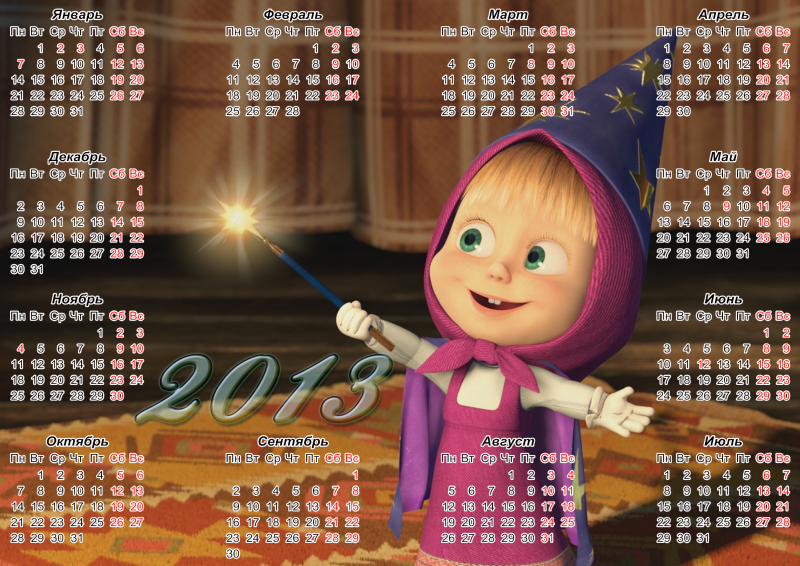 Январь
Пн Вт Ср Чт Пт Сб Вс
1 2 3 4 5 6
7 8 9 10 11 12 13
14 15 16 17 18 19 20
21 22 23 24 25 26 27
28 29 30 31
Февраль
Пн Вт Ср Чт Пт Сб Вс
1 2 3
4 5 6 7 8 9 10
11 12 13 14 15 16 17
18 19 20 21 22 23 24
25 26 27 28
Март
Пн Вт Ср Чт Пт Сб Вс
1 2 3
4 5 6 7 8 9 10
11 12 13 14 15 16 17
18 19 20 21 22 23 24
25 26 27 28 29 30 31
Апрель
Пн Вт Ср Чт Пт Сб Вс
1 2 3 4 5 6 7
8 9 10 11 12 13 14
15 16 17 18 19 20 21
22 23 24 25 26 27 28
29 30
Декабрь
Пн Вт Ср Чт Пт Сб Вс
1
2 3 4 5 6 7 8
9 10 11 12 13 14 15
16 17 18 19 20 21 22
23 24 25 26 27 28 29
30 31
Май
Пн Вт Ср Чт Пт Сб Вс
1 2 3 4 5
6 7 8 9 10 11 12
13 14 15 16 17 18 19
20 21 22 23 24 25 26
27 28 29 30 31
Ноябрь
Пн Вт Ср Чт Пт Сб Вс
1 2 3
4 5 6 7 8 9 10
11 12 13 14 15 16 17
18 19 20 21 22 23 24
25 26 27 28 29 30
Июнь
Пн Вт Ср Чт Пт Сб Вс
1 2
3 4 5 6 7 8 9
10 11 12 13 14 15 16
17 18 19 20 21 22 23
24 25 26 27 28 29 30
2013
Октябрь
Пн Вт Ср Чт Пт Сб Вс
1 2 3 4 5 6
7 8 9 10 11 12 13
14 15 16 17 18 19 20
21 22 23 24 25 26 27
28 29 30 31
Сентябрь
Пн Вт Ср Чт Пт Сб Вс
1
2 3 4 5 6 7 8
9 10 11 12 13 14 15
16 17 18 19 20 21 22
23 24 25 26 27 28 29
30
Август
Пн Вт Ср Чт Пт Сб Вс
1 2 3 4
5 6 7 8 9 10 11
12 13 14 15 16 17 18
19 20 21 22 23 24 25
26 27 28 29 30 31
Июль
Пн Вт Ср Чт Пт Сб Вс
1 2 3 4 5 6 7
8 9 10 11 12 13 14
15 16 17 18 19 20 21
22 23 24 25 26 27 28
29 30 31